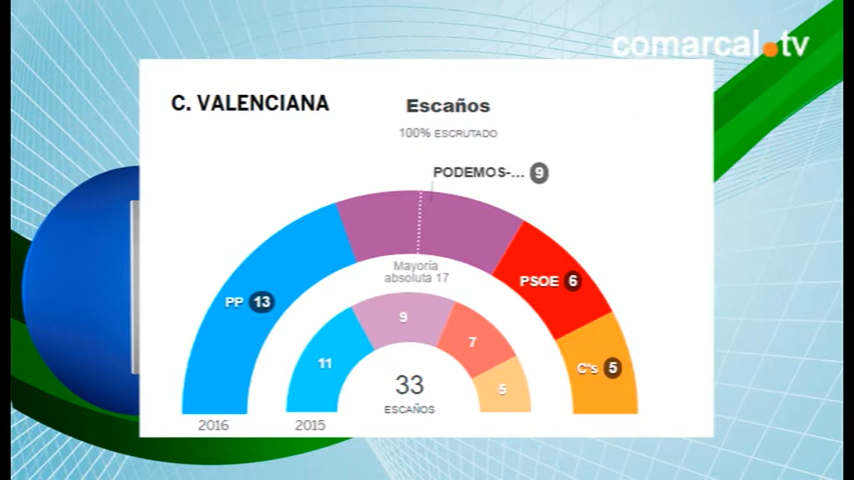 comarcal.tv
C. VALENCIANA
Escaños
100% ESCRUTADO
PODEMOS-... 9
Mayoría
absoluta 17
PP 13
PSOE 6
C's 5
9
11
7
5
33
ESCAÑOS
2016
2015